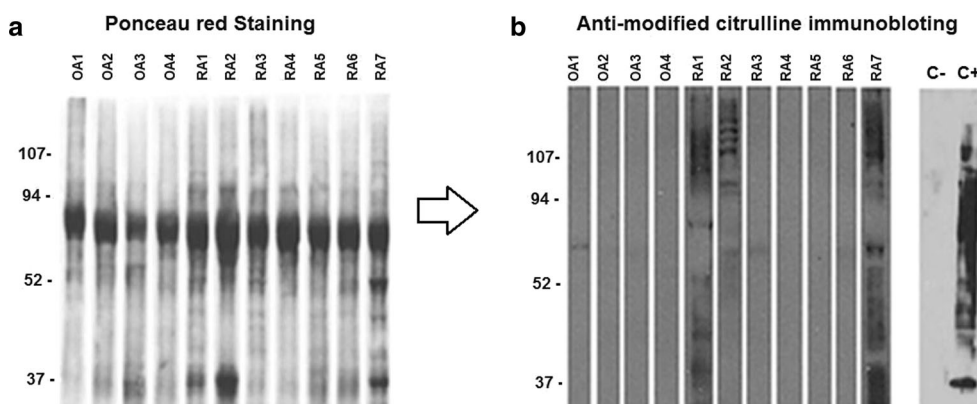 a Ponceau red Staining
OA1 OA2 OA3 OA4 RA1 RA2 RA3 RA4 RA5 RA6 RA7
107-
94 -
52 -
37 -
b Anti-modified citrulline immunobloting
OA1 OA2 OA3 OA4 RA1 RA2 RA3 RA4 RA5 RA6 RA7 C- C+
107-
94 -
52 -
37 -